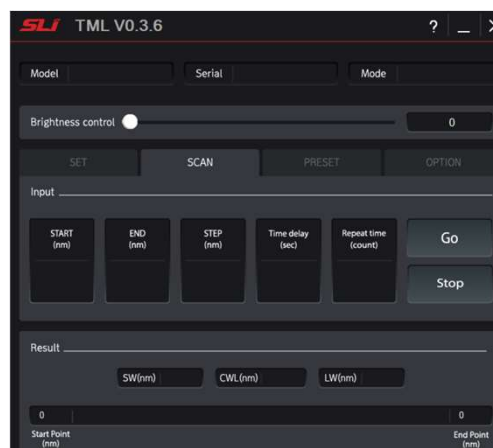 SLi TML V0.3.6 ? _
Model Serial Mode
Brightness control 0
SET SCAN PRESET OPTION
Input
START (nm)
END (nm)
STEP (nm)
Time delay (sec)
Repeat time (count)
Go
Stop
Result
SW(nm) CWL(nm) LW(nm)
0 0
Start Point (nm)
End Point (nm)